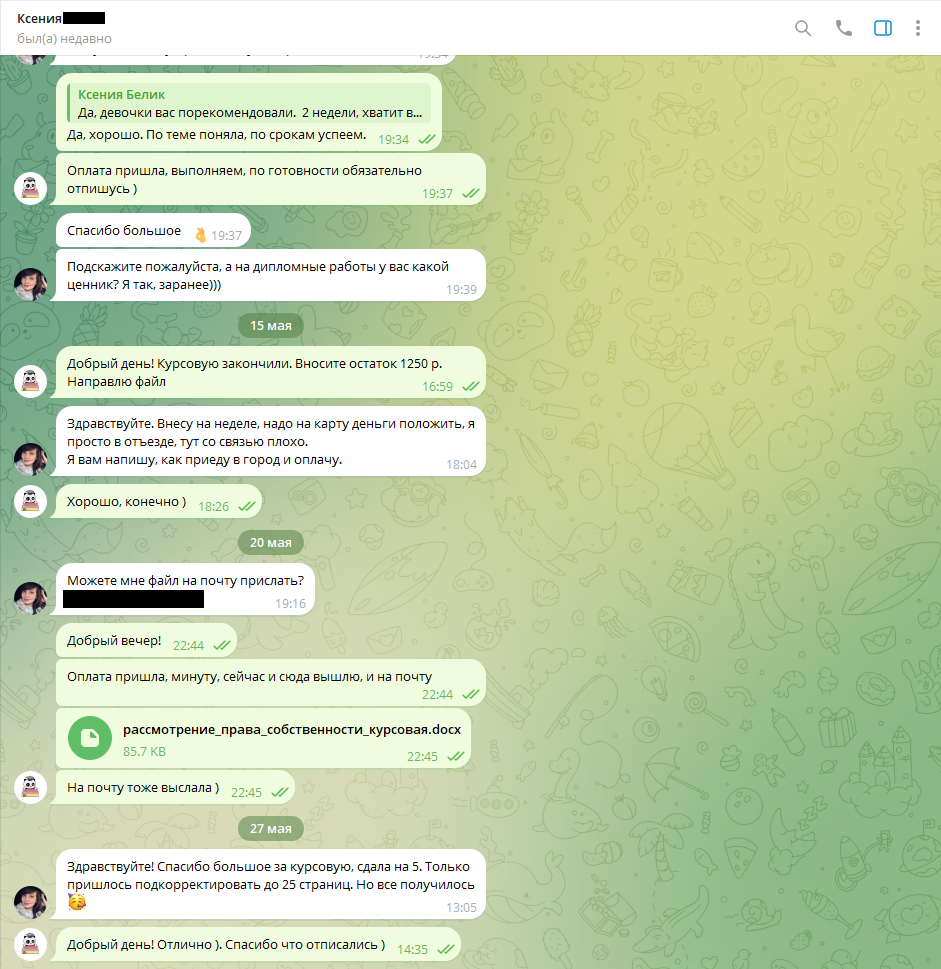 Ксения
был(а) недавно
19:34
Ксения Белик
Да, девочки вас порекомендовали. 2 недели, хватит в...
Да, хорошо. По теме поняла, по срокам успеем. 19:34
Оплата пришла, выполняем, по готовности обязательно
отпишусь ) 19:37
Спасибо большое 19:37
Подскажите пожалуйста, а на дипломные работы у вас какой
ценник? Я так, заранее))) 19:39
15 мая
Добрый день! Курсовую закончили. Вносите остаток 1250 р.
Направлю файл 16:59
Здравствуйте. Внесу на неделе, надо на карту деньги положить, я
просто в отъезде, тут со связью плохо.
Я вам напишу, как приеду в город и оплачу. 18:04
Хорошо, конечно ) 18:26
20 мая
Можете мне файл на почту прислать?
19:16
Добрый вечер! 22:44
Оплата пришла, минуту, сейчас и сюда вышлю, и на почту
22:44
рассмотрение_права_собственности_курсовая.docx
85.7 KB 22:45
На почту тоже выслала ) 22:45
27 мая
Здравствуйте! Спасибо большое за курсовую, сдала на 5. Только
пришлось подкорректировать до 25 страниц. Но все получилось
🥳 13:05
Добрый день! Отлично ). Спасибо что отписались ) 14:35